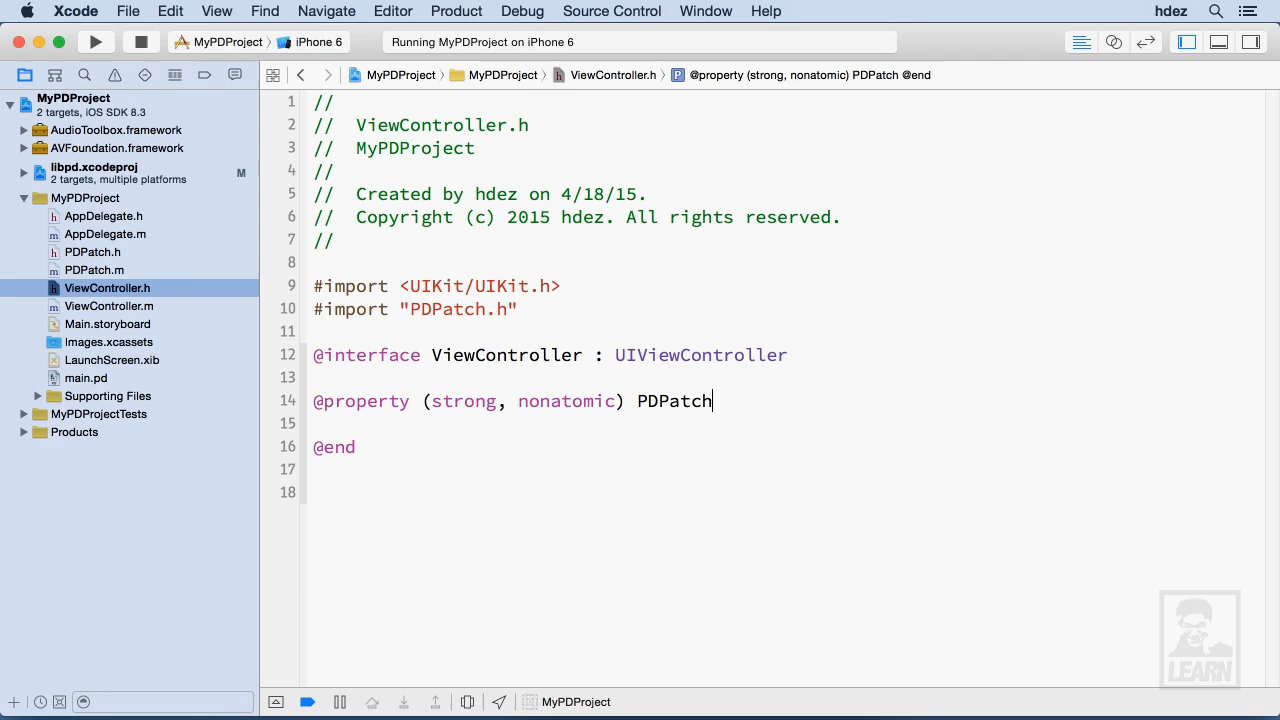 Xcode File Edit View Find Navigate Editor Product Debug Source Control Window Help hdez
MyPDProject iPhone 6 Running MyPDProject on iPhone 6
MyPDProject MyPDProject ViewController.h @property (strong, nonatomic) PDPatch @end
MyPDProject
2 targets, iOS SDK 8.3
AudioToolbox.framework
AVFoundation.framework
libpd.xcodeproj M
2 targets, multiple platforms
MyPDProject
AppDelegate.h
AppDelegate.m
PDPatch.h
PDPatch.m
ViewController.h
ViewController.m
Main.storyboard
Images.xcassets
LaunchScreen.xib
main.pd
Supporting Files
MyPDProjectTests
Products
1 //
2 // ViewController.h
3 // MyPDProject
4 //
5 // Created by hdez on 4/18/15.
6 // Copyright (c) 2015 hdez. All rights reserved.
7 //
8
9 #import <UIKit/UIKit.h>
10 #import "PDPatch.h"
11
12 @interface ViewController : UIViewController
13
14 @property (strong, nonatomic) PDPatch
15
16 @end
17
18
MyPDProject
LEARN